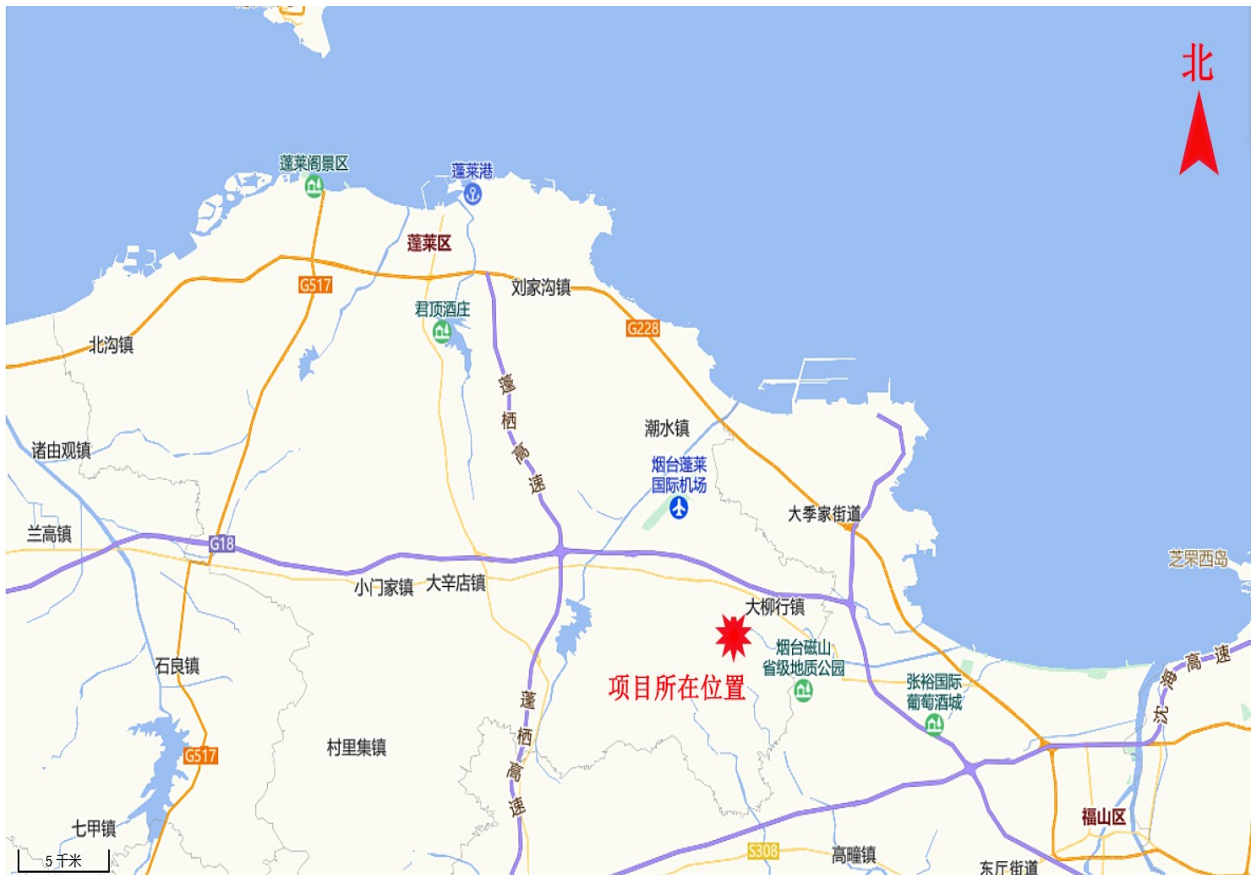 北
蓬莱阁景区
蓬莱港
蓬莱区
G517
刘家沟镇
君顶酒庄
G228
北沟镇
蓬栖高速
潮水镇
诸由观镇
烟台蓬莱
国际机场
大季家街道
兰高镇
G18
芝罘西岛
小门家镇
大辛店镇
大柳行镇
烟台磁山
省级地质公园
石良镇
项目所在位置
张裕国际
葡萄酒城
沈海高速
蓬栖高速
村里集镇
G517
福山区
七甲镇
S308
高疃镇
5 千米
东厅街道